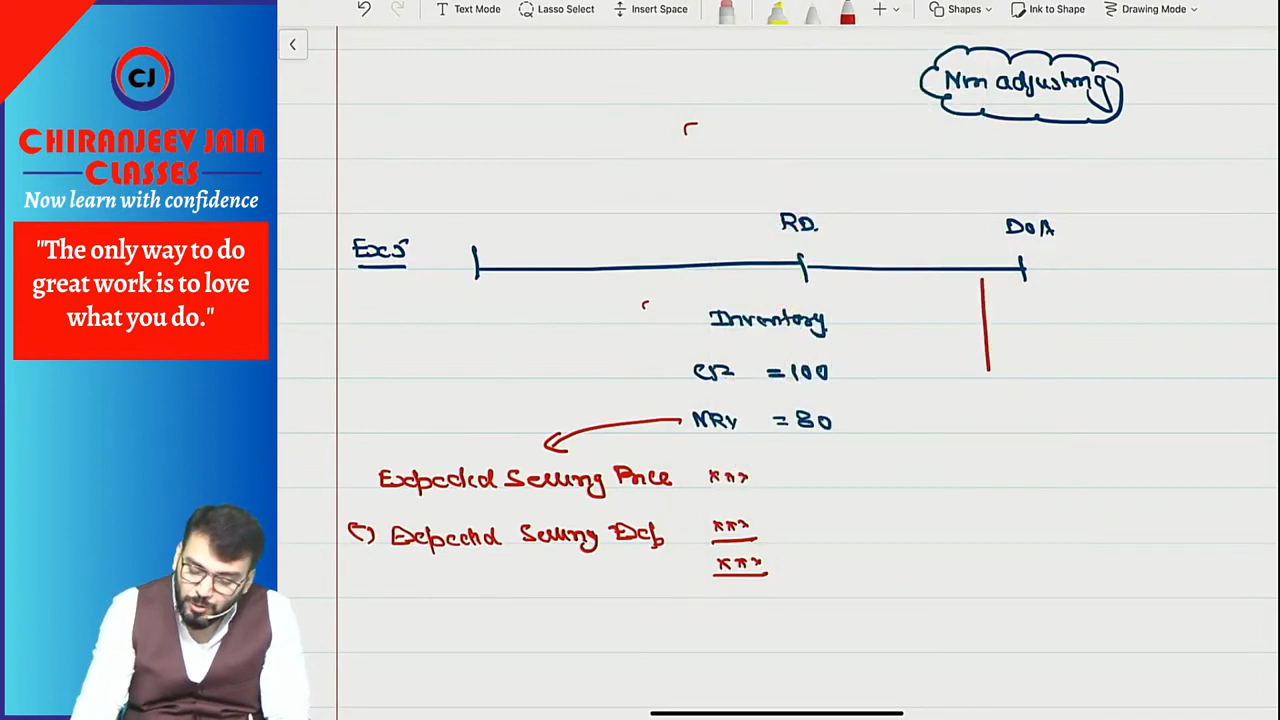 Text Mode
Lasso Select
Insert Space
Shapes
Ink to Shape
Drawing Mode
CJ
CHIRANJEEV JAIN
CLASSES
Now learn with confidence
"The only way to do
great work is to love
what you do."
Non adjusting
RD.
DOA
Ex 5
Inventory
= 100
NRV = 80
Expected Selling Price xxx
(-) Expected Selling Exp xxx
xxx